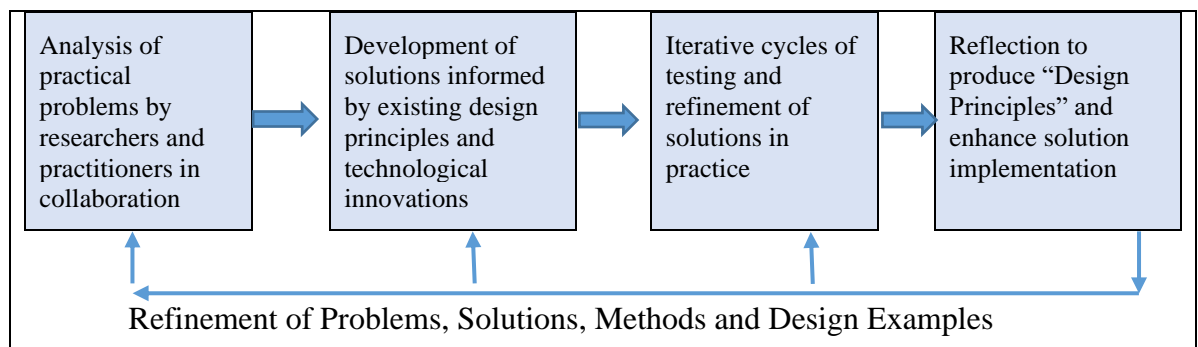 Analysis of
practical
problems by
researchers and
practitioners in
collaboration
Development of
solutions informed
by existing design
principles and
technological
innovations
Iterative cycles of
testing and
refinement of
solutions in
practice
Reflection to
produce “Design
Principles” and
enhance solution
implementation
Refinement of Problems, Solutions, Methods and Design Examples